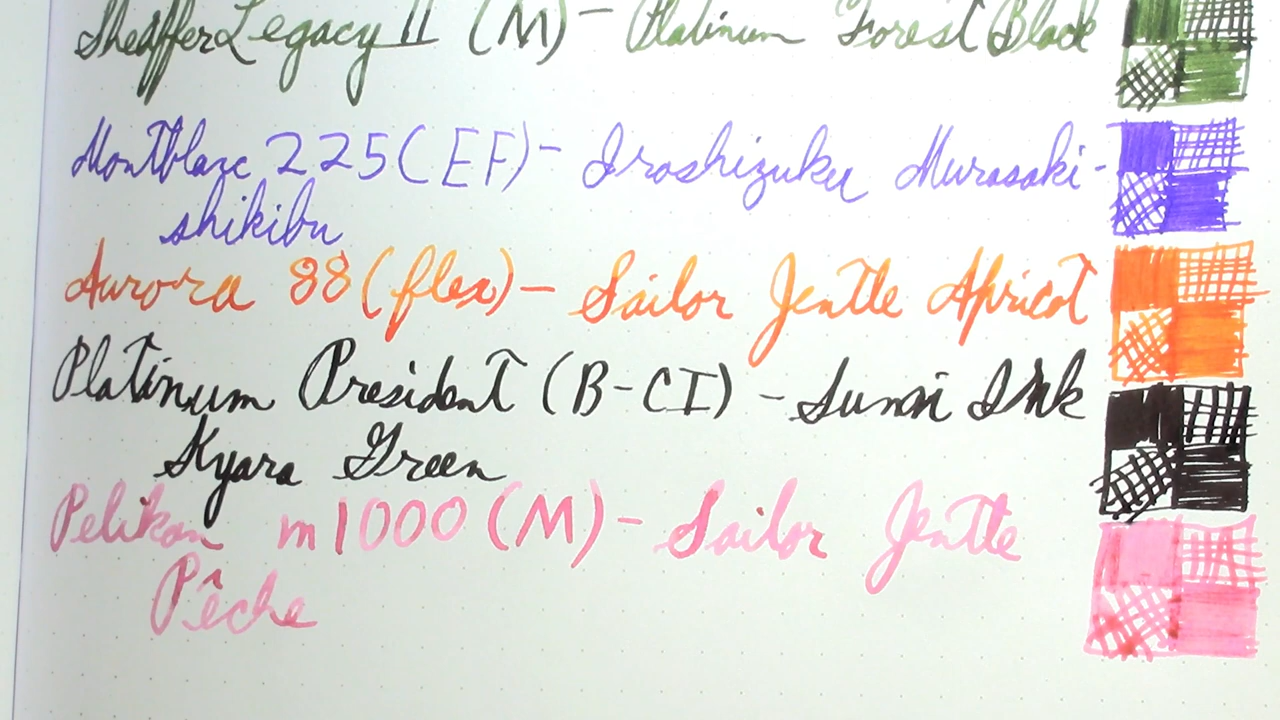 Sheaffer Legacy II (M) - Platinum Forest Black
Montblanc 225 (EF) - Iroshizuku Murasaki-
shikibu
Aurora 88 (flex) - Sailor Jentle Apricot
Platinum President (B-CI) - Sumi Ink
Kyara Green
Pelikan m1000 (M) - Sailor Jentle
Pêche